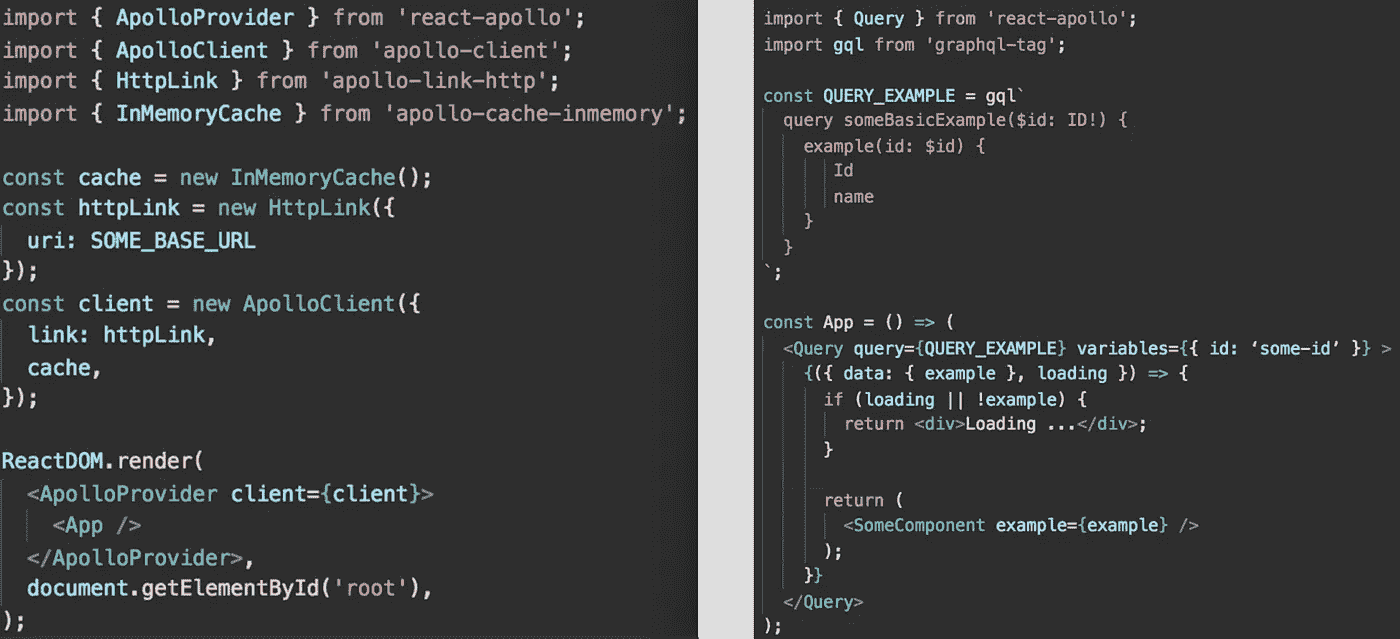 import { ApolloProvider } from 'react-apollo';
import { ApolloClient } from 'apollo-client';
import { HttpLink } from 'apollo-link-http';
import { InMemoryCache } from 'apollo-cache-inmemory';

const cache = new InMemoryCache();
const httpLink = new HttpLink({
  uri: SOME_BASE_URL
});
const client = new ApolloClient({
  link: httpLink,
  cache,
});

ReactDOM.render(
  <ApolloProvider client={client}>
    <App />
  </ApolloProvider>,
  document.getElementById('root'),
);

import { Query } from 'react-apollo';
import gql from 'graphql-tag';

const QUERY_EXAMPLE = gql`
  query someBasicExample($id: ID!) {
    example(id: $id) {
      Id
      name
    }
  }
`;

const App = () => (
  <Query query={QUERY_EXAMPLE} variables={{ id: ‘some-id’ }} >
    {({ data: { example }, loading }) => {
      if (loading || !example) {
        return <div>Loading ...</div>;
      }

      return (
        <SomeComponent example={example} />
      );
    }}
  </Query>
);